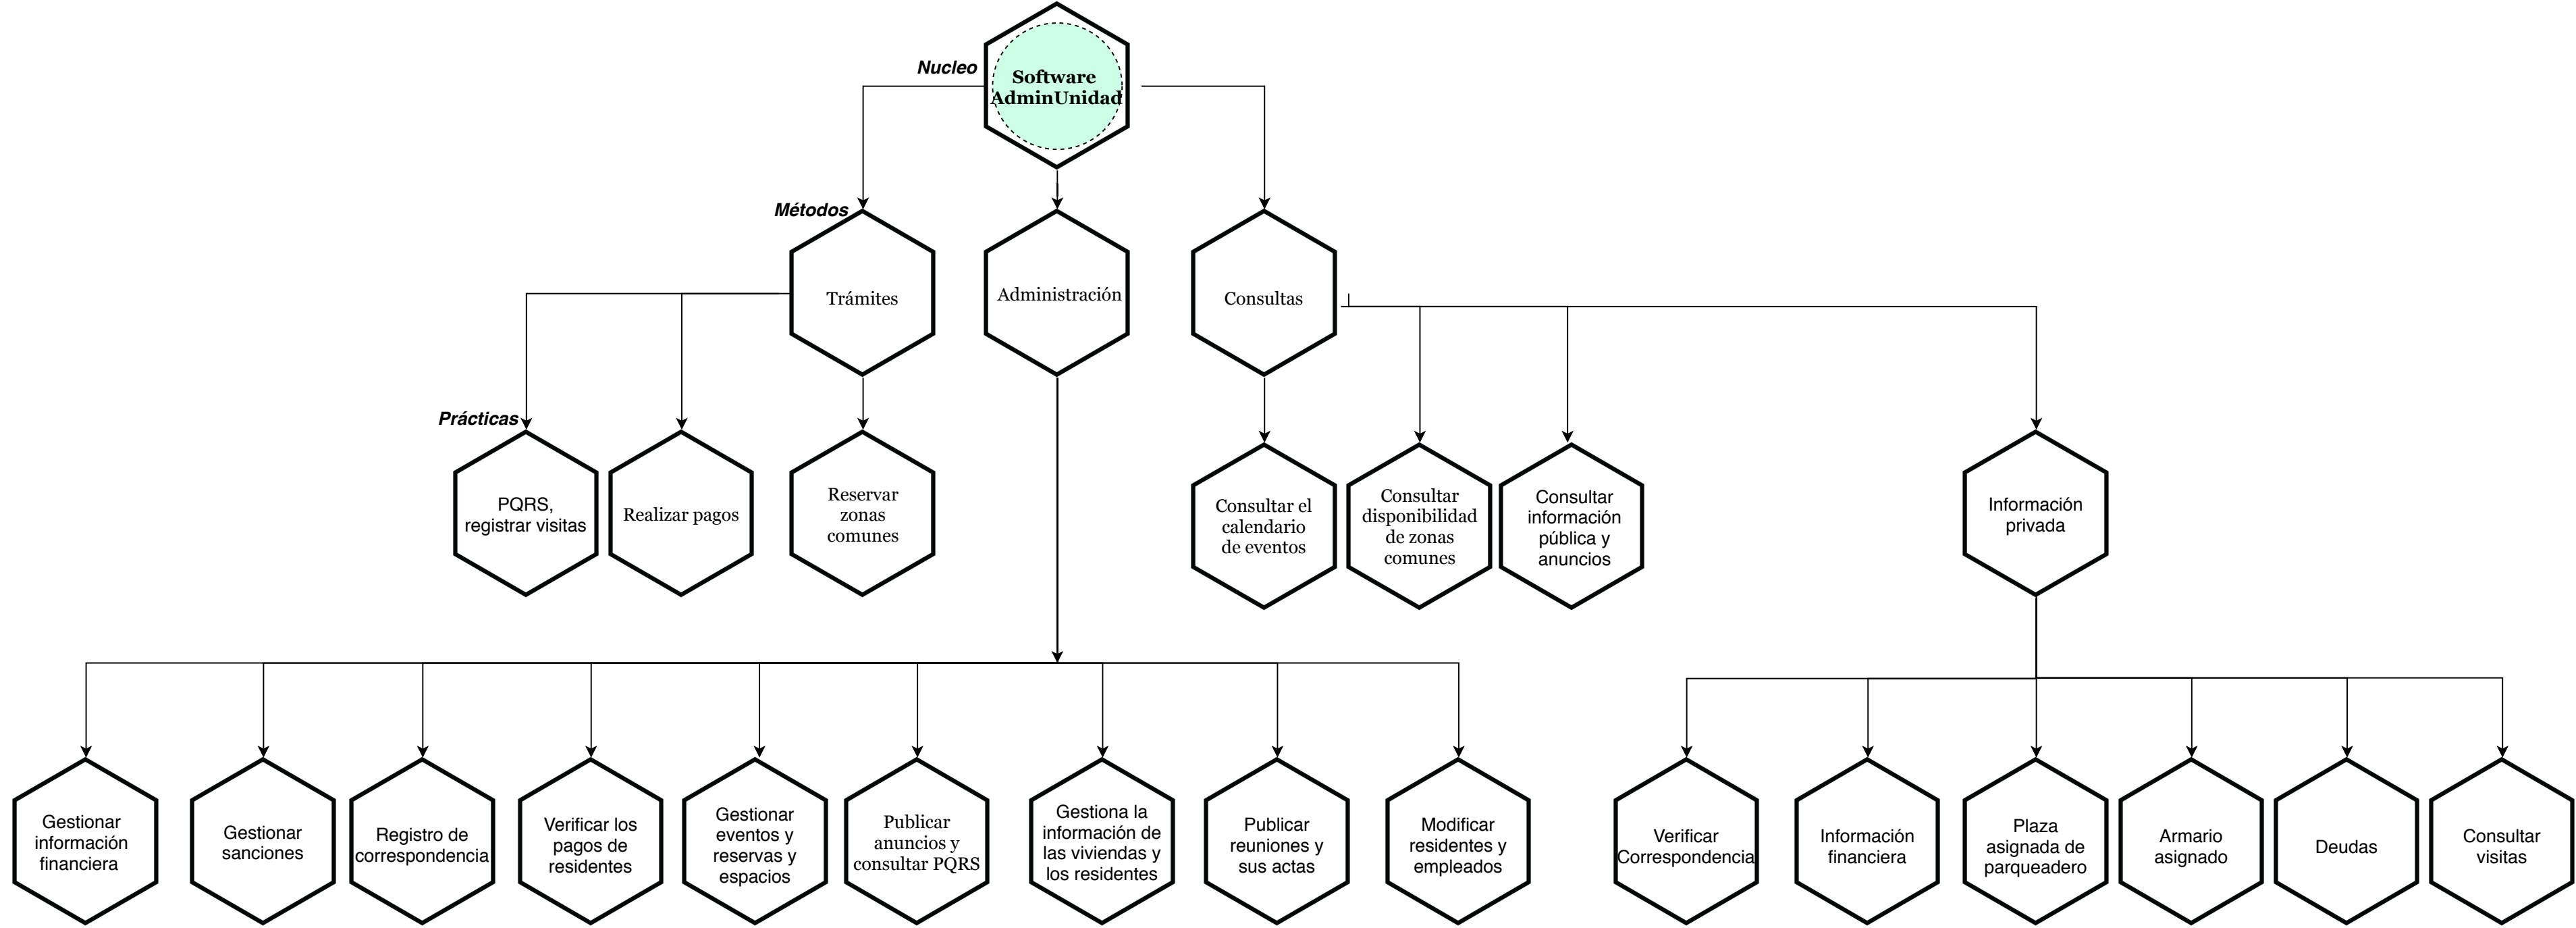 Nucleo
Software
AdminUnidad
Métodos
Trámites
Administración
Consultas
Prácticas
PQRS,
registrar visitas
Realizar pagos
Reservar
zonas
comunes
Consultar el
calendario
de eventos
Consultar
disponibilidad
de zonas
comunes
Consultar
información
pública y
anuncios
Información
privada
Gestionar
información
financiera
Gestionar
sanciones
Registro de
correspondencia
Verificar los
pagos de
residentes
Gestionar
eventos y
reservas y
espacios
Publicar
anuncios y
consultar PQRS
Gestiona la
información de
las viviendas y
los residentes
Publicar
reuniones y
sus actas
Modificar
residentes y
empleados
Verificar
Correspondencia
Información
financiera
Plaza
asignada de
parqueadero
Armario
asignado
Deudas
Consultar
visitas